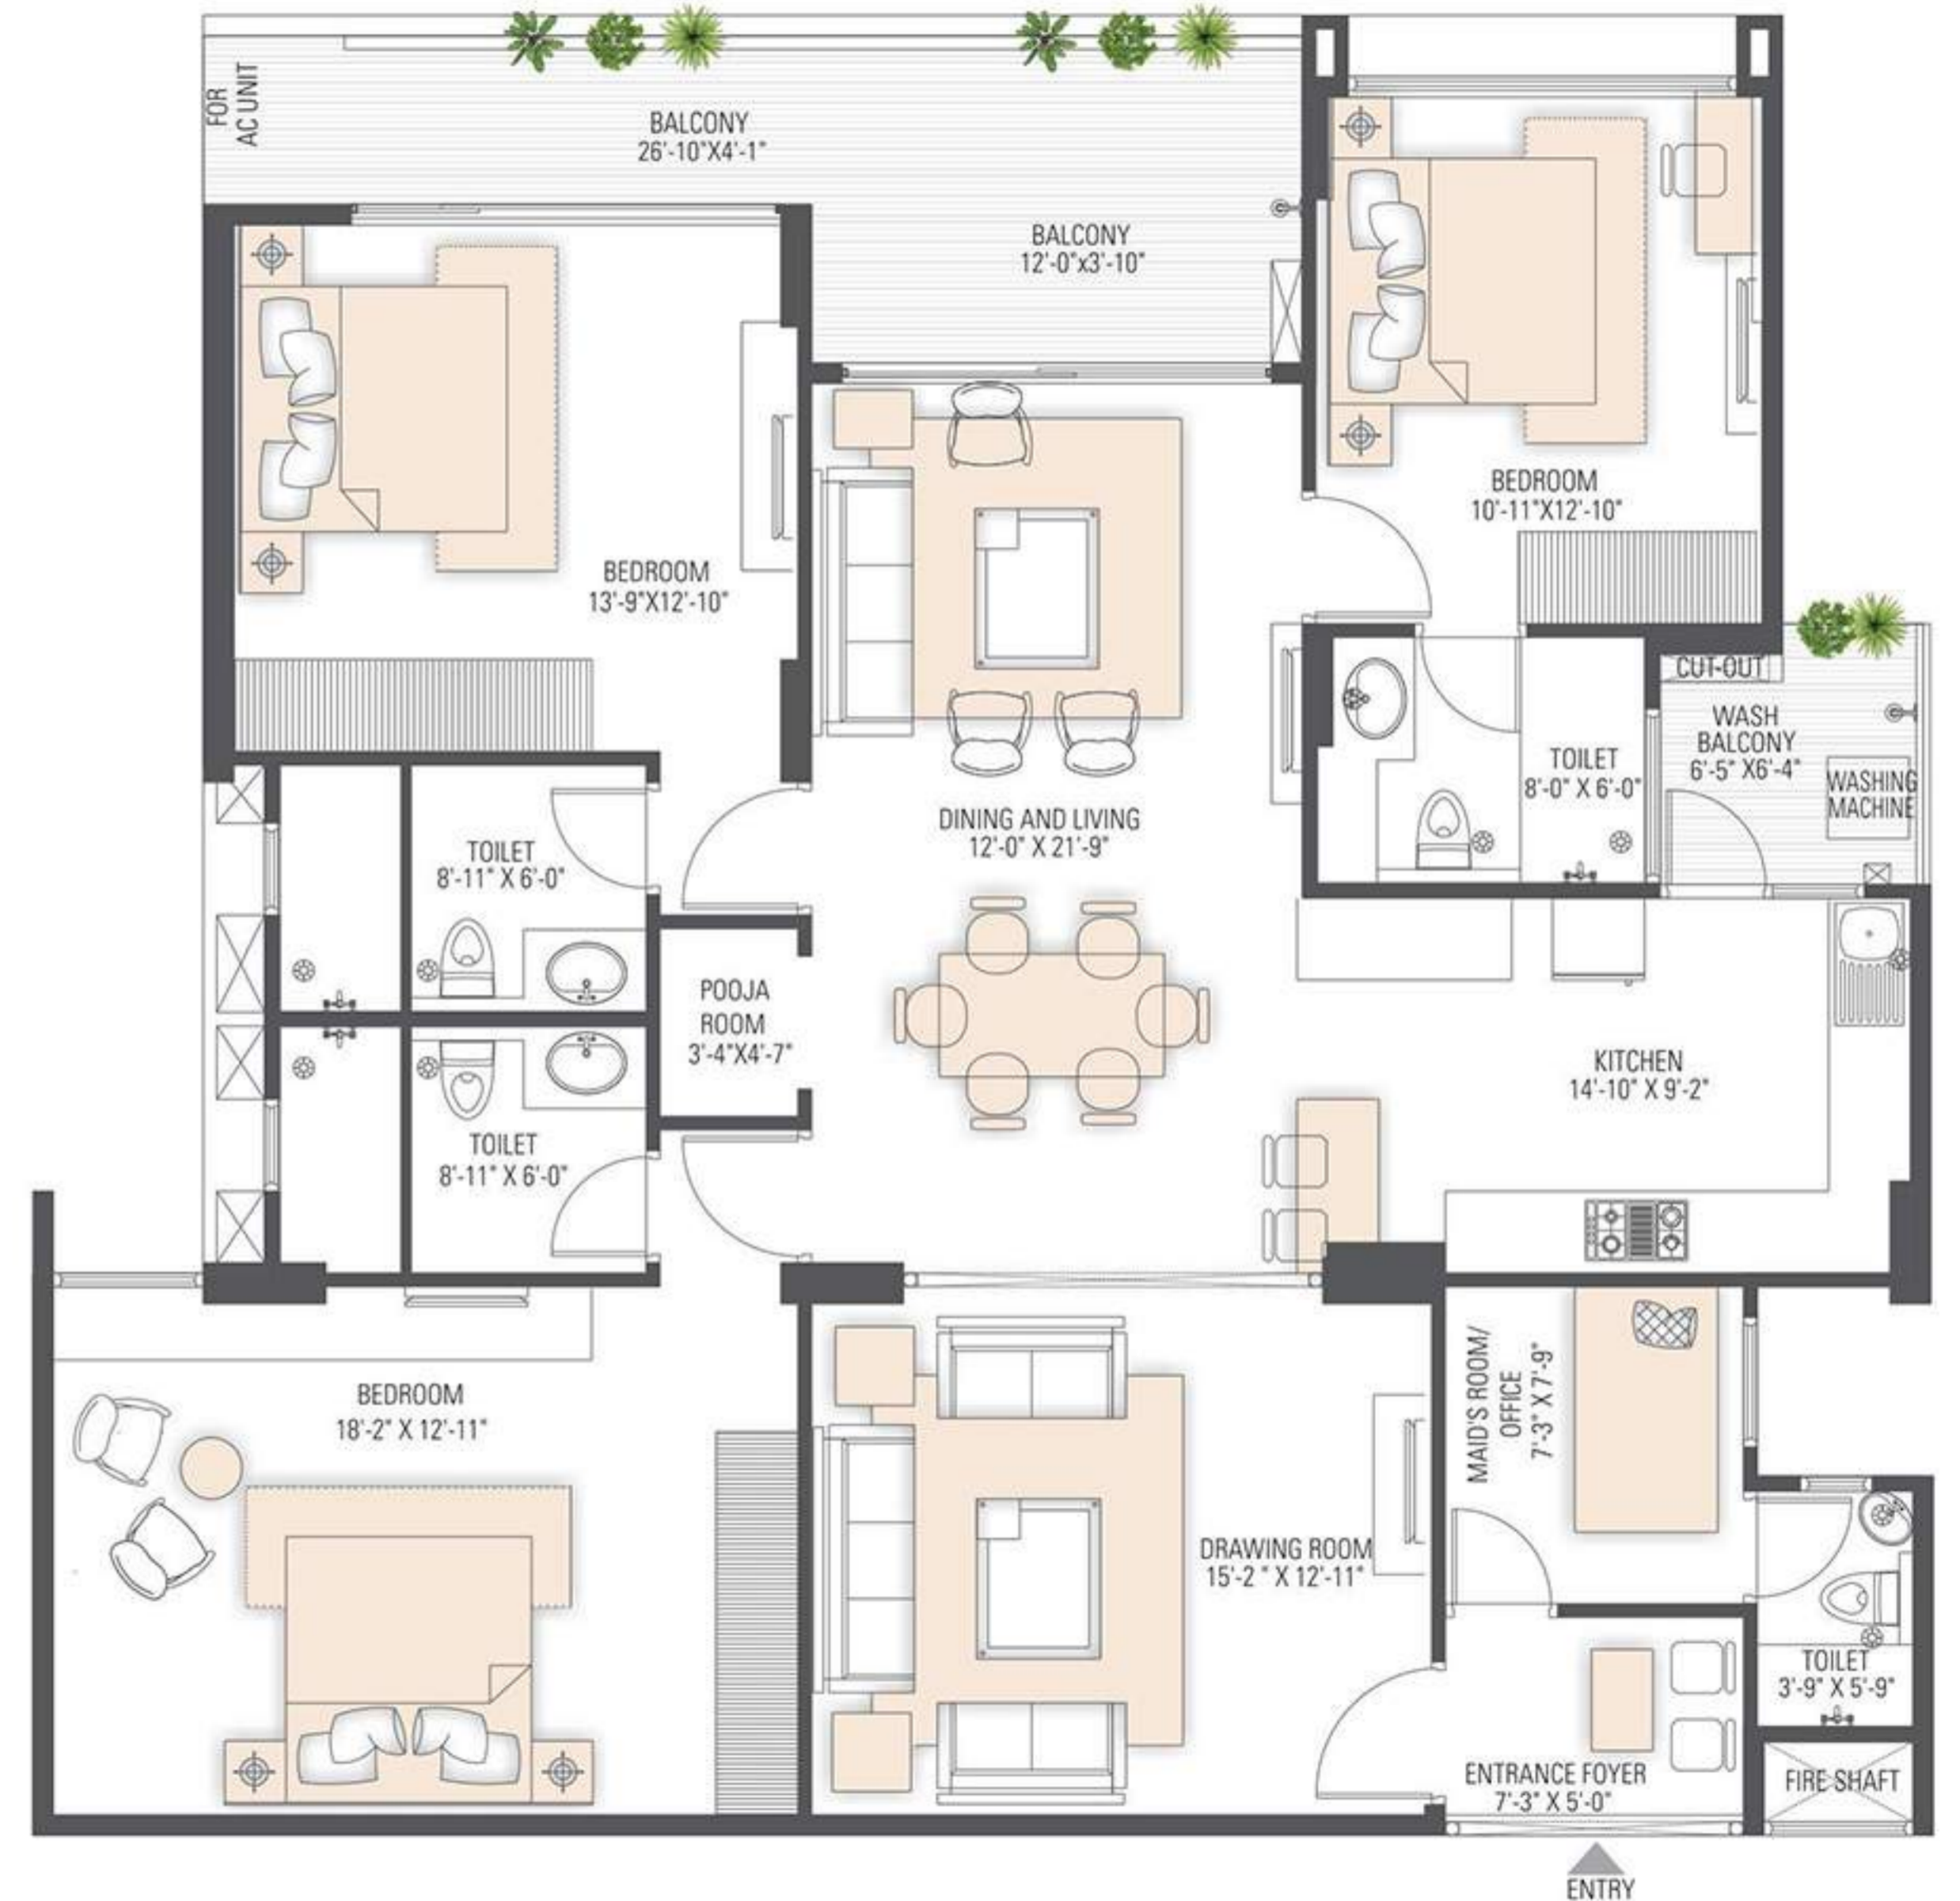 FOR
AC UNIT
BALCONY
26'-10"X4'-1"
BALCONY
12'-0"x3'-10"
BEDROOM
10'-11"X12'-10"
BEDROOM
13'-9"X12'-10"
CUT-OUT
WASH
BALCONY
6'-5" X6'-4"
WASHING
MACHINE
TOILET
8'-0" X 6'-0"
DINING AND LIVING
12'-0" X 21'-9"
TOILET
8'-11" X 6'-0"
POOJA
ROOM
3'-4"X4'-7"
KITCHEN
14'-10" X 9'-2"
TOILET
8'-11" X 6'-0"
BEDROOM
18'-2" X 12'-11"
MAID'S ROOM/
OFFICE
7'-3" X 7'-9"
DRAWING ROOM
15'-2 " X 12'-11"
TOILET
3'-9" X 5'-9"
ENTRANCE FOYER
7'-3" X 5'-0"
FIRE SHAFT
ENTRY